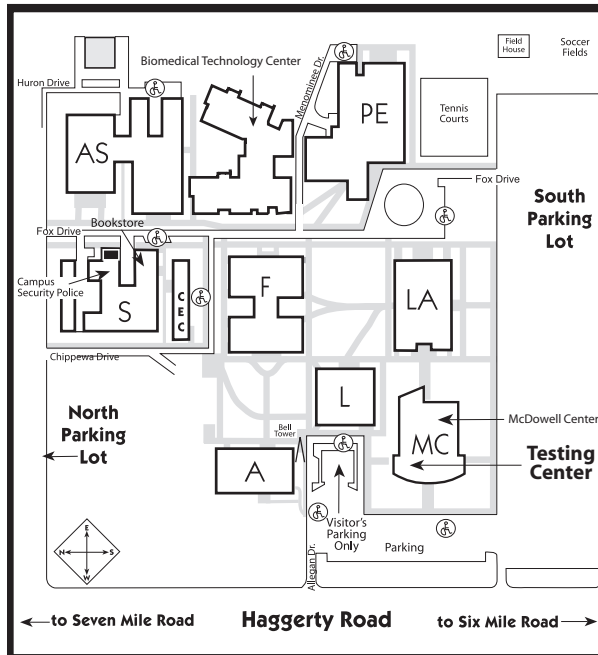 Field
House
Soccer
Fields
Biomedical Technology Center
Menominee Dr.
Huron Drive
PE
Tennis
Courts
AS
Fox Drive
South
Parking
Lot
Bookstore
Fox Drive
Campus
Security Police
S
C
E
C
F
LA
Chippewa Drive
L
North
Parking
Lot
Bell
Tower
McDowell Center
MC
Testing
Center
A
Visitor's
Parking
Only
Parking
Allegan Dr.
E
N
S
W
to Seven Mile Road
Haggerty Road
to Six Mile Road